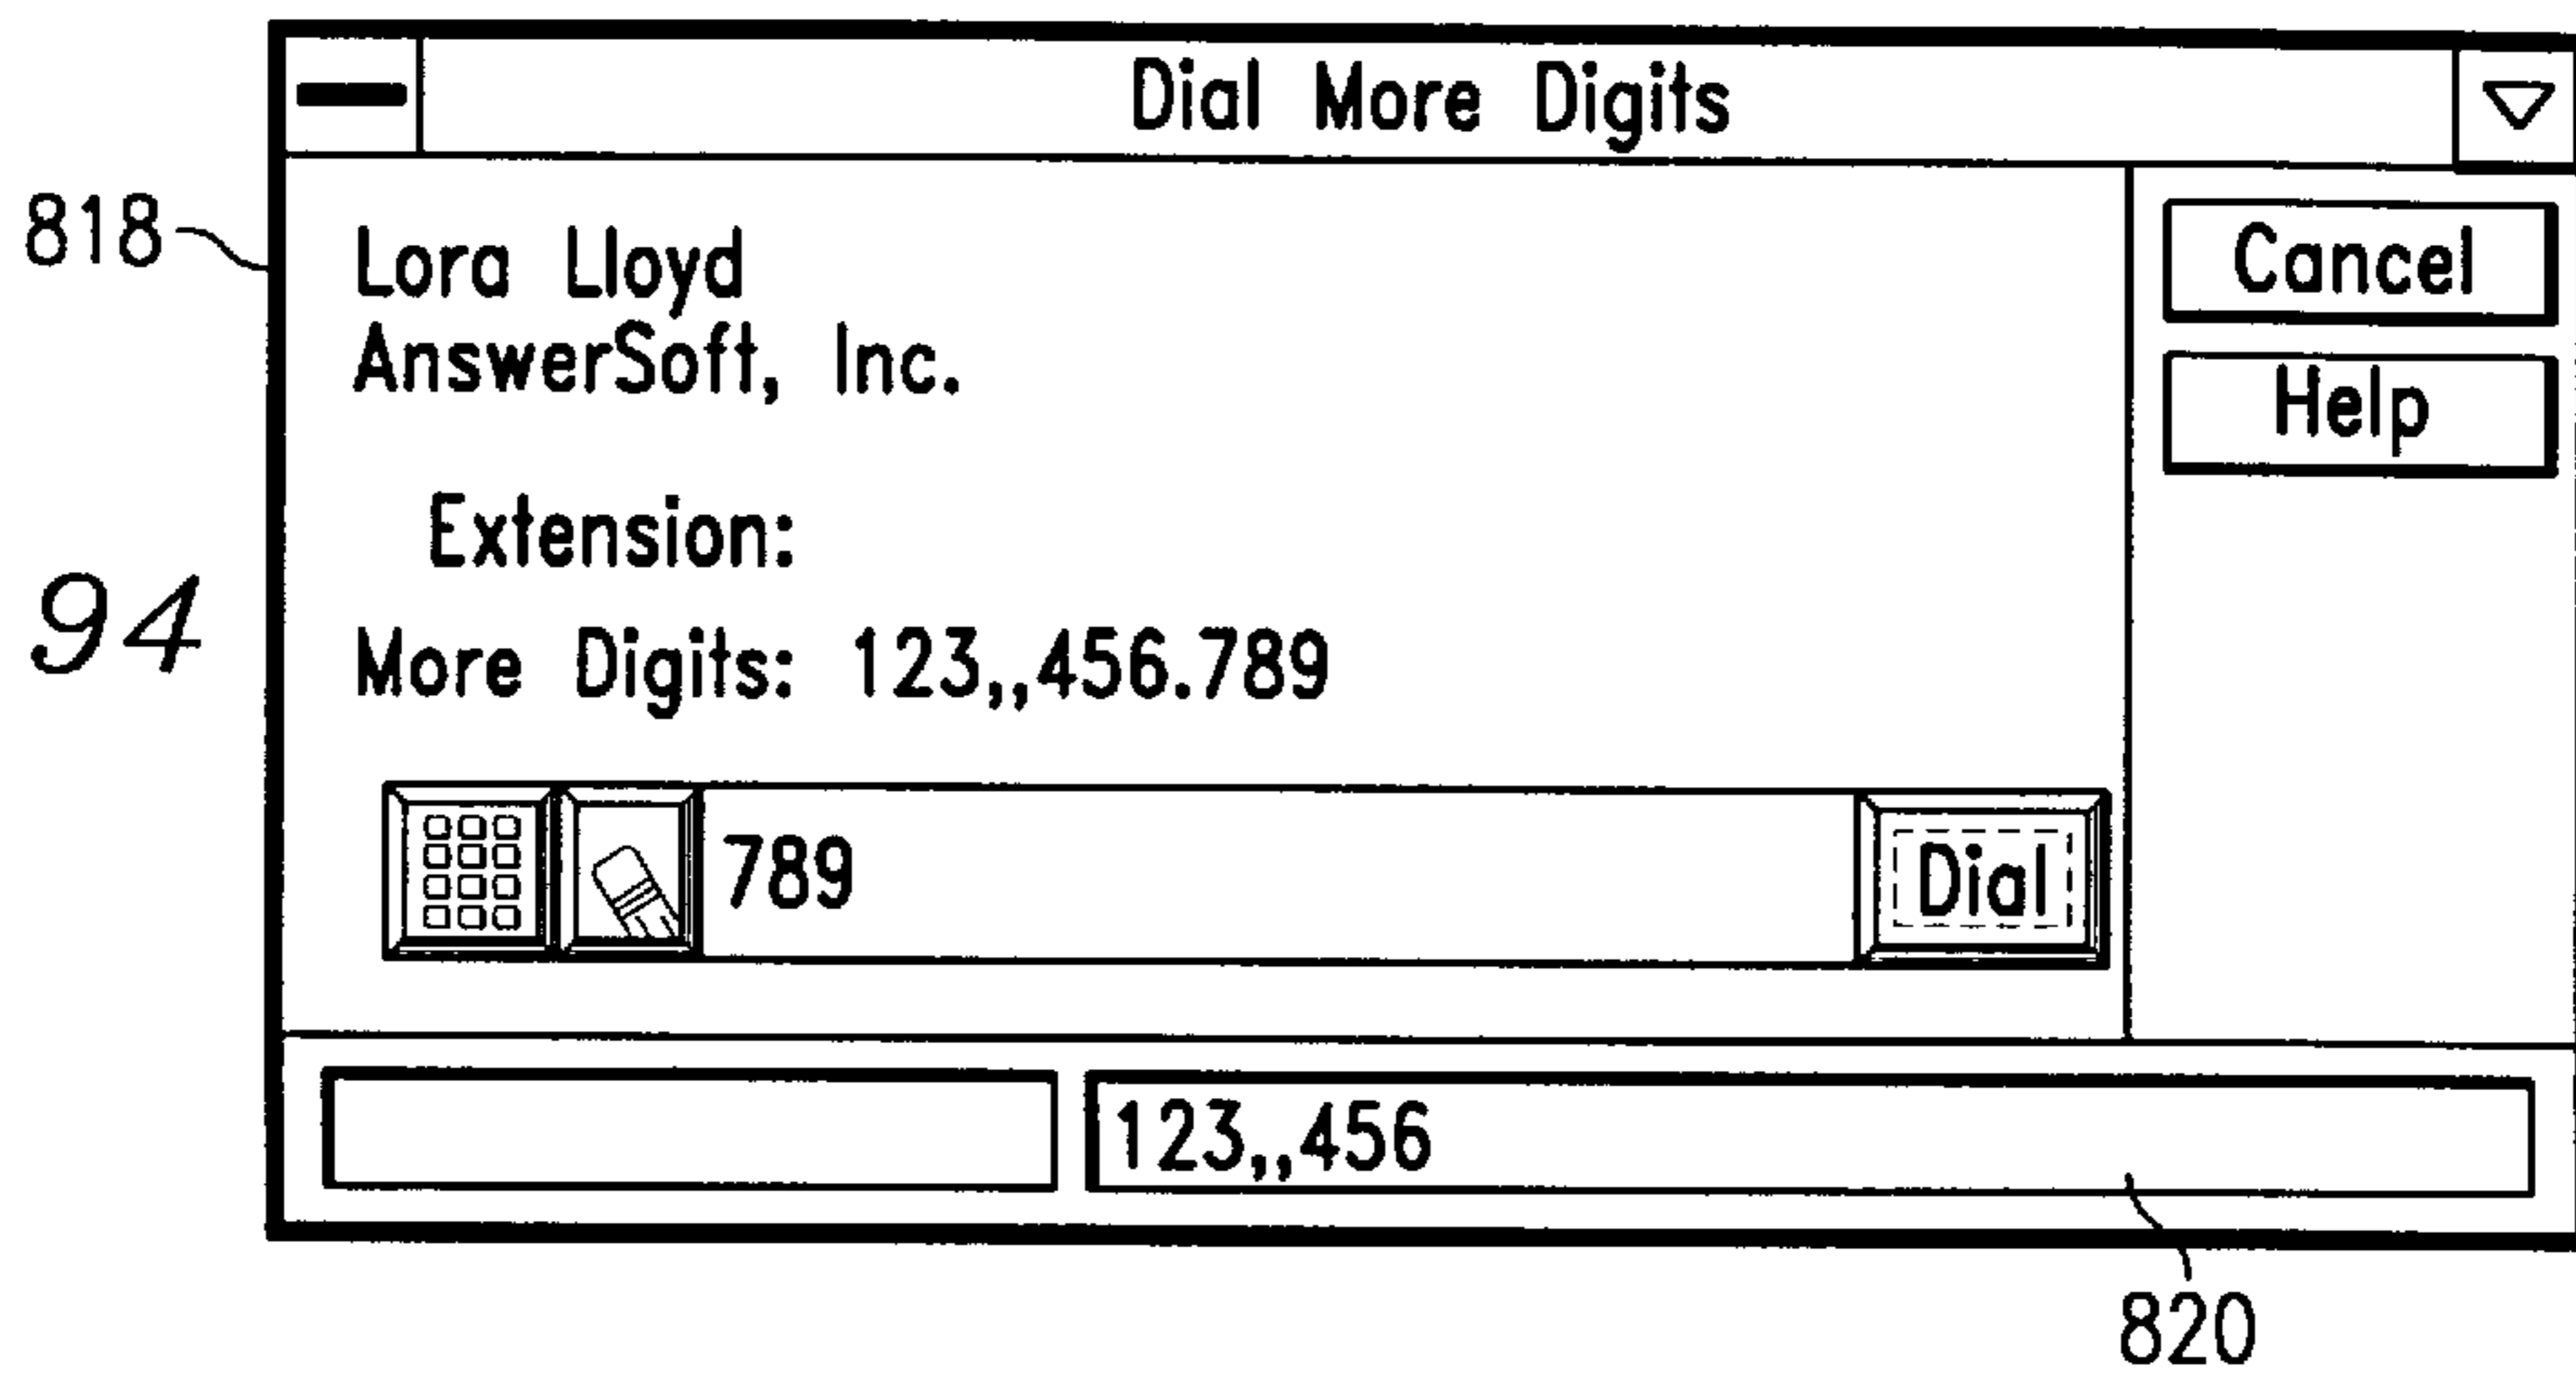 Dial More Digits
818
Lora Lloyd
Cancel
AnswerSoft, Inc.
Help
Extension:
94
More Digits: 123,,456.789
789
Dial
123,,456
820